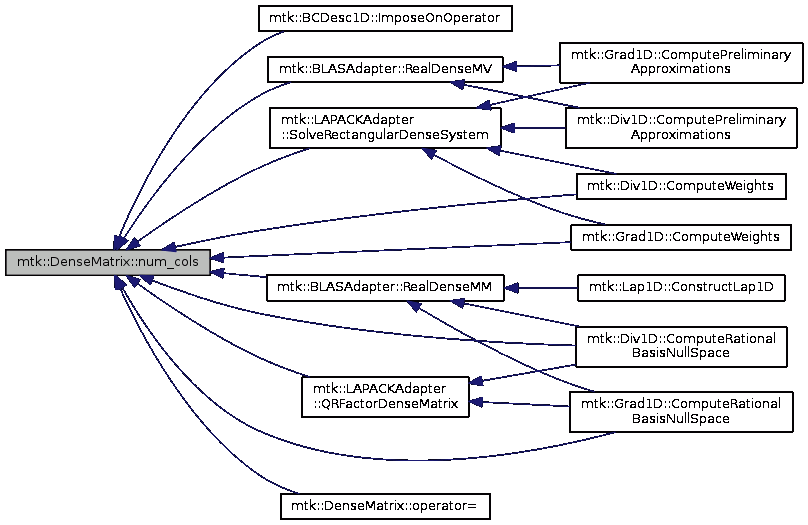 mtk::BCDesc1D::ImposeOnOperator
mtk::BLASAdapter::RealDenseMV
mtk::Grad1D::ComputePreliminary
Approximations
mtk::LAPACKAdapter
::SolveRectangularDenseSystem
mtk::Div1D::ComputePreliminary
Approximations
mtk::Div1D::ComputeWeights
mtk::Grad1D::ComputeWeights
mtk::DenseMatrix::num_cols
mtk::BLASAdapter::RealDenseMM
mtk::Lap1D::ConstructLap1D
mtk::Div1D::ComputeRational
BasisNullSpace
mtk::LAPACKAdapter
::QRFactorDenseMatrix
mtk::Grad1D::ComputeRational
BasisNullSpace
mtk::DenseMatrix::operator=